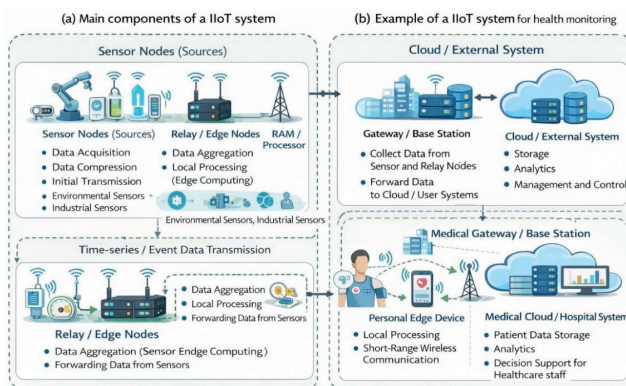 (a) Main components of a IIoT system
Sensor Nodes (Sources)
Sensor Nodes (Sources)
• Data Acquisition
• Data Compression
• Initial Transmission
• Environmental Sensors
• Industrial Sensors
Relay / Edge Nodes
• Data Aggregation
• Local Processing
(Edge Computing)
RAM /
Processor
Environmental Sensors, Industrial Sensors
Time-series / Event Data Transmission
• Data Aggregation
• Local Processing
• Forwarding Data from Sensors
Relay / Edge Nodes
• Data Aggregation (Sensor Endge Computing)
• Forwarding Data from Sensors
(b) Example of a IIoT system for health monitoring
Cloud / External System
Gateway / Base Station
• Collect Data from
Sensor and Relay Nodes
• Forward Data
to Cloud / User Systems
Cloud / External System
• Storage
• Analytics
• Management and Control
Medical Gateway / Base Station
Personal Edge Device
• Local Processing
• Short-Range Wireless
Communication
Medical Cloud / Hospital System
• Patient Data Storage
• Analytics
• Decision Support for
Healthcare staff